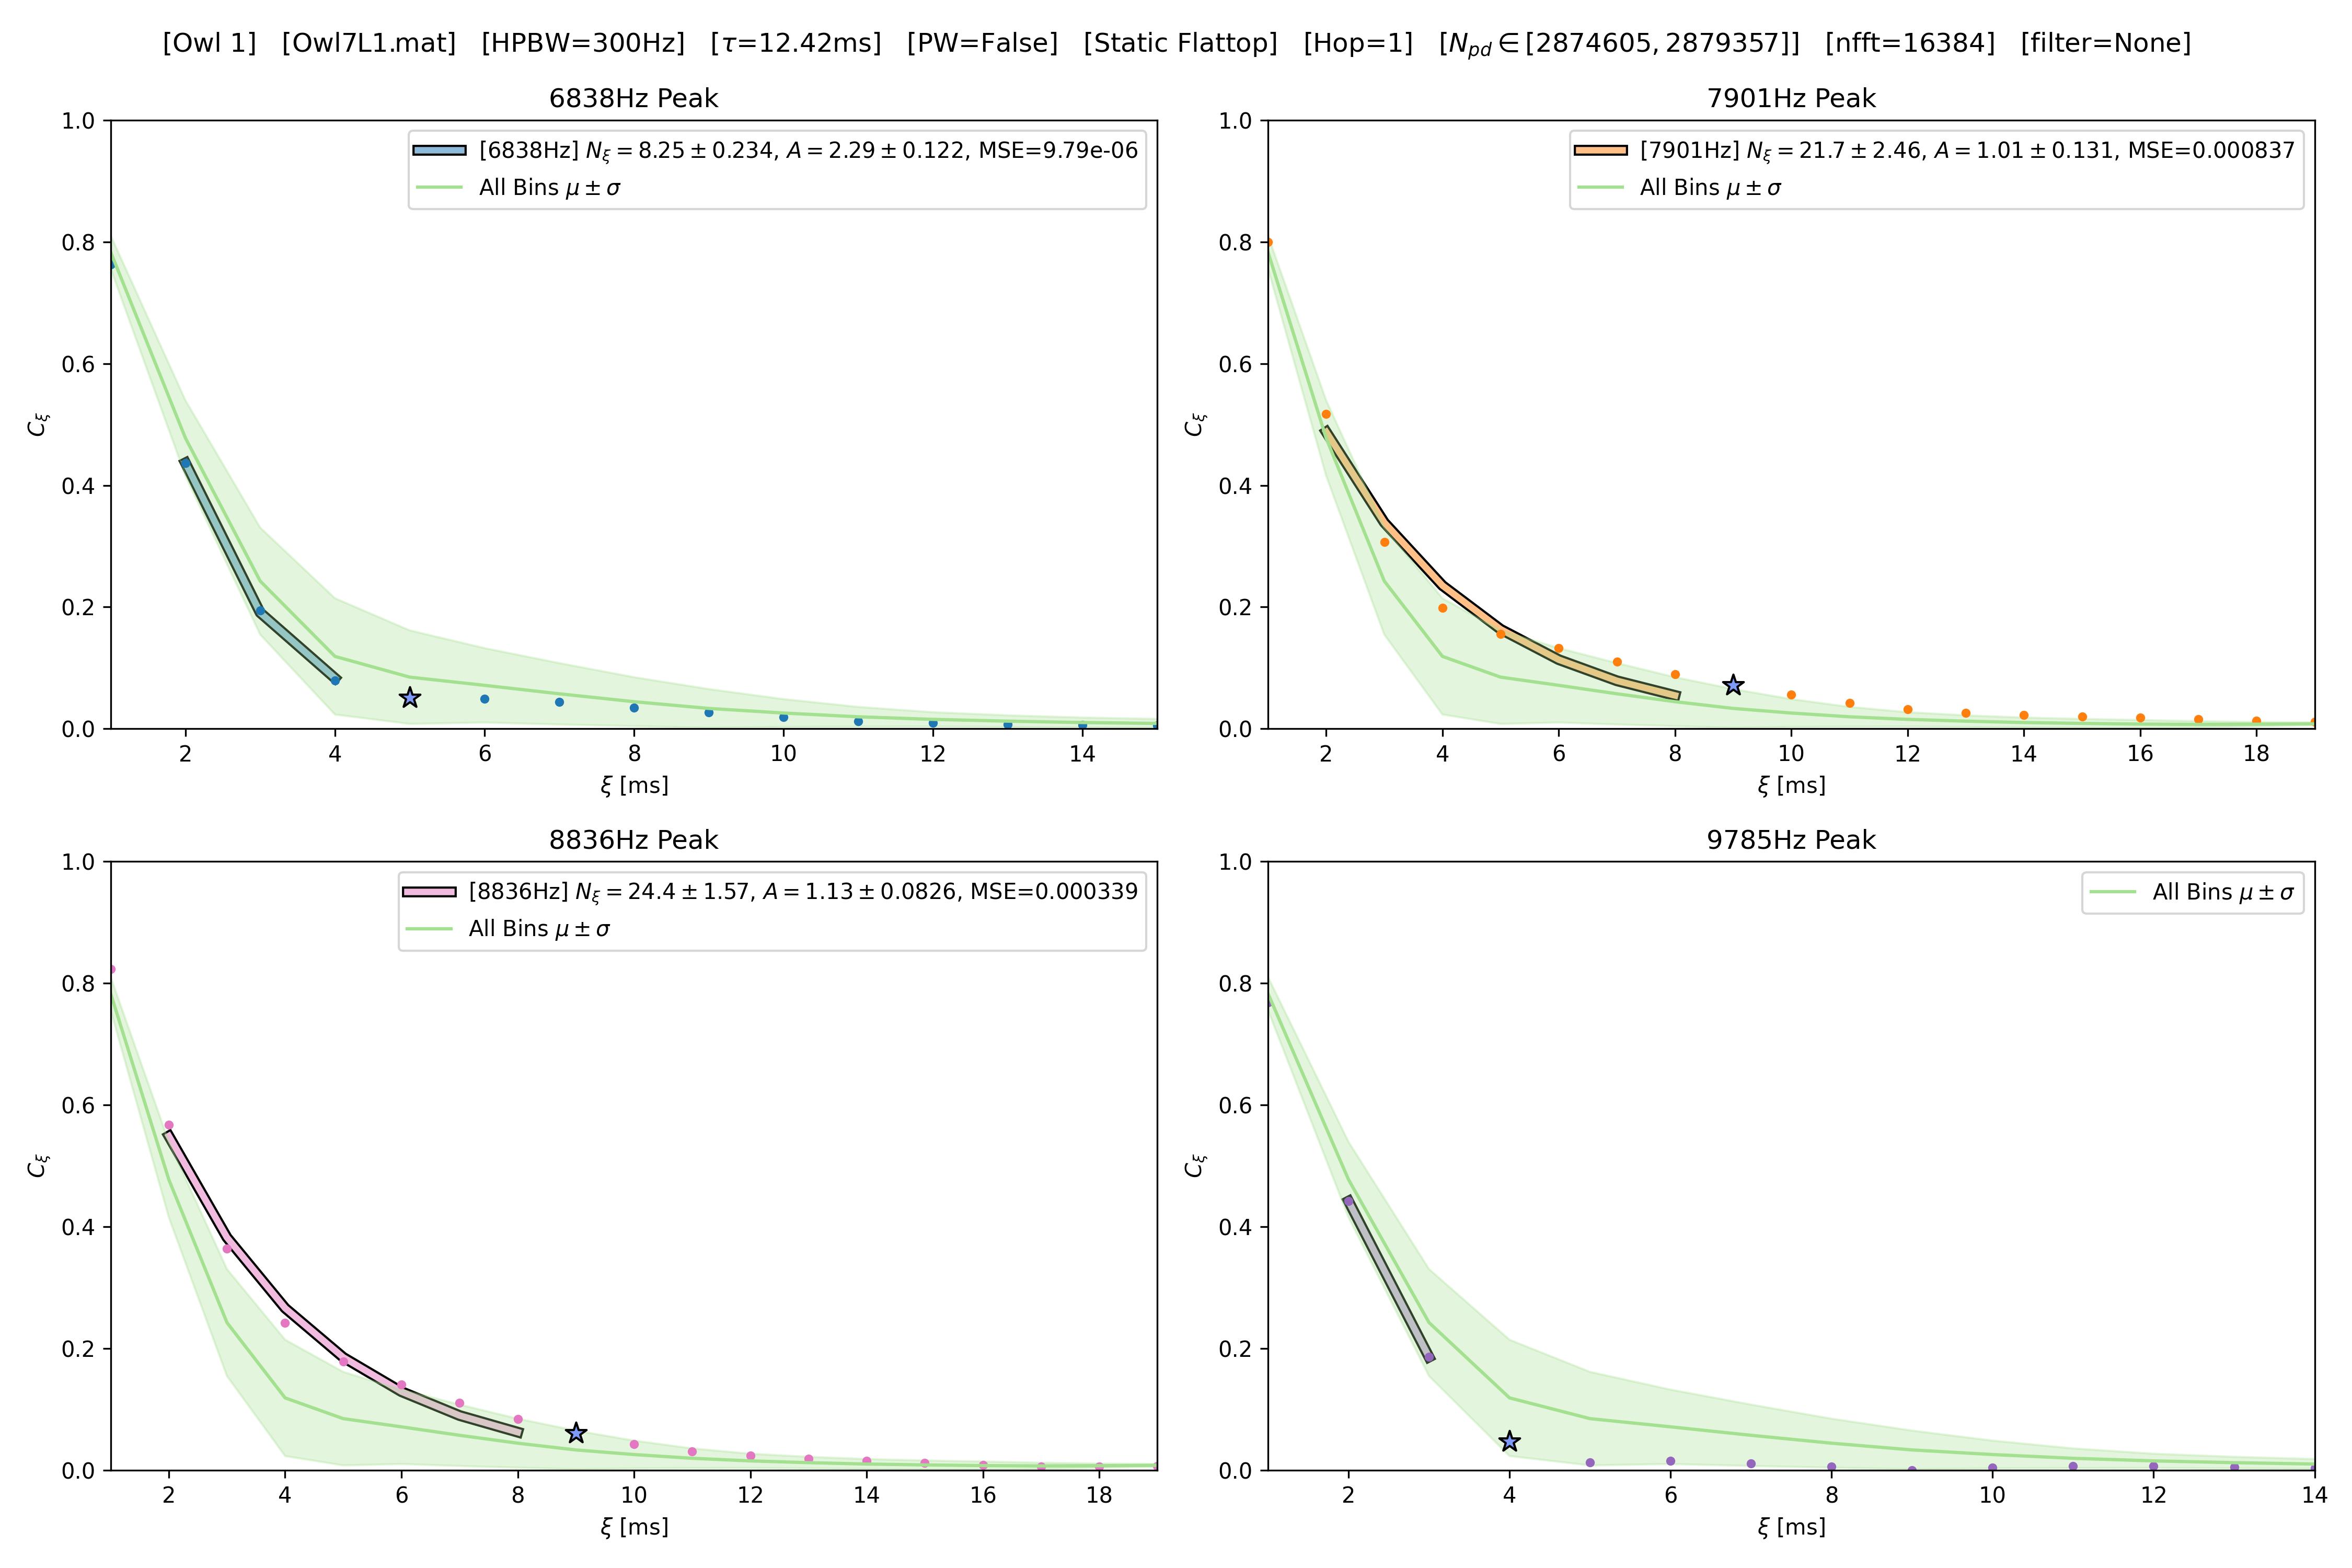 [Owl 1] [Owl7L1.mat] [HPBW=300Hz] [τ=12.42ms] [PW=False] [Static Flattop] [Hop=1] [N_pd ∈ [2874605, 2879357]] [nfft=16384] [filter=None]
6838Hz Peak
[6838Hz] N_ξ = 8.25 ± 0.234, A = 2.29 ± 0.122, MSE=9.79e-06
All Bins μ ± σ
1.0
0.8
0.6
0.4
0.2
0.0
C_ξ
2 4 6 8 10 12 14
ξ [ms]
7901Hz Peak
[7901Hz] N_ξ = 21.7 ± 2.46, A = 1.01 ± 0.131, MSE=0.000837
All Bins μ ± σ
1.0
0.8
0.6
0.4
0.2
0.0
C_ξ
2 4 6 8 10 12 14 16 18
ξ [ms]
8836Hz Peak
[8836Hz] N_ξ = 24.4 ± 1.57, A = 1.13 ± 0.0826, MSE=0.000339
All Bins μ ± σ
1.0
0.8
0.6
0.4
0.2
0.0
C_ξ
2 4 6 8 10 12 14 16 18
ξ [ms]
9785Hz Peak
All Bins μ ± σ
1.0
0.8
0.6
0.4
0.2
0.0
C_ξ
2 4 6 8 10 12 14
ξ [ms]